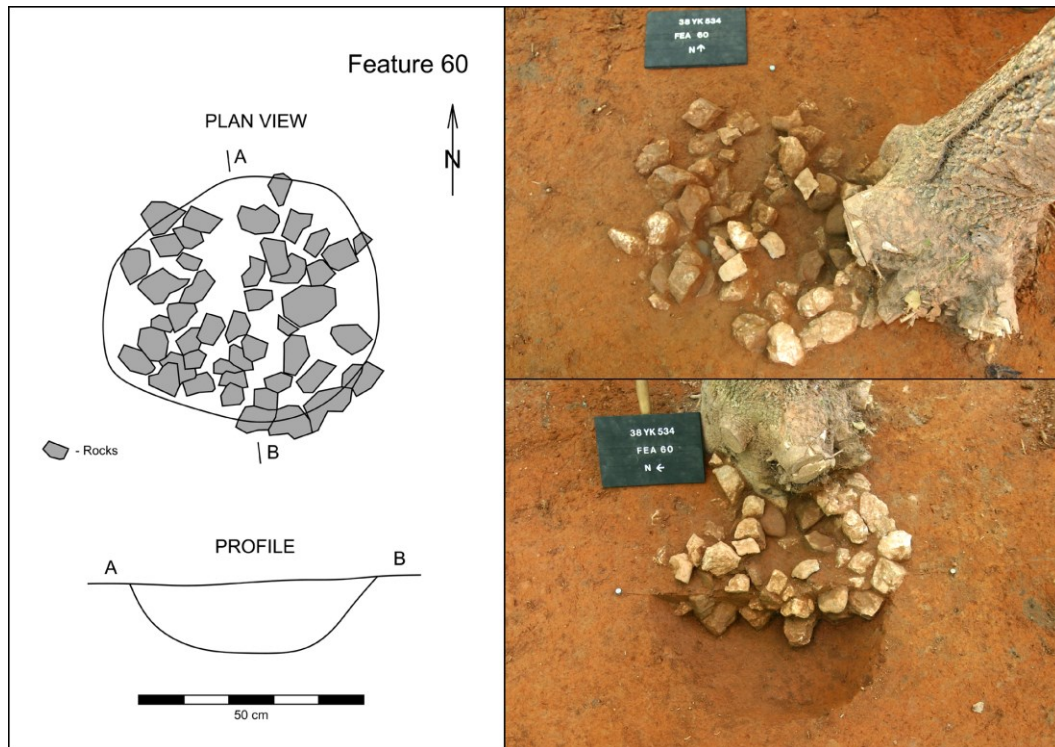 Feature 60
N
PLAN VIEW
A
B
- Rocks
PROFILE
A
B
50 cm
38 YK 534
FEA 60
N ↑
38 YK 534
FEA 60
N ←